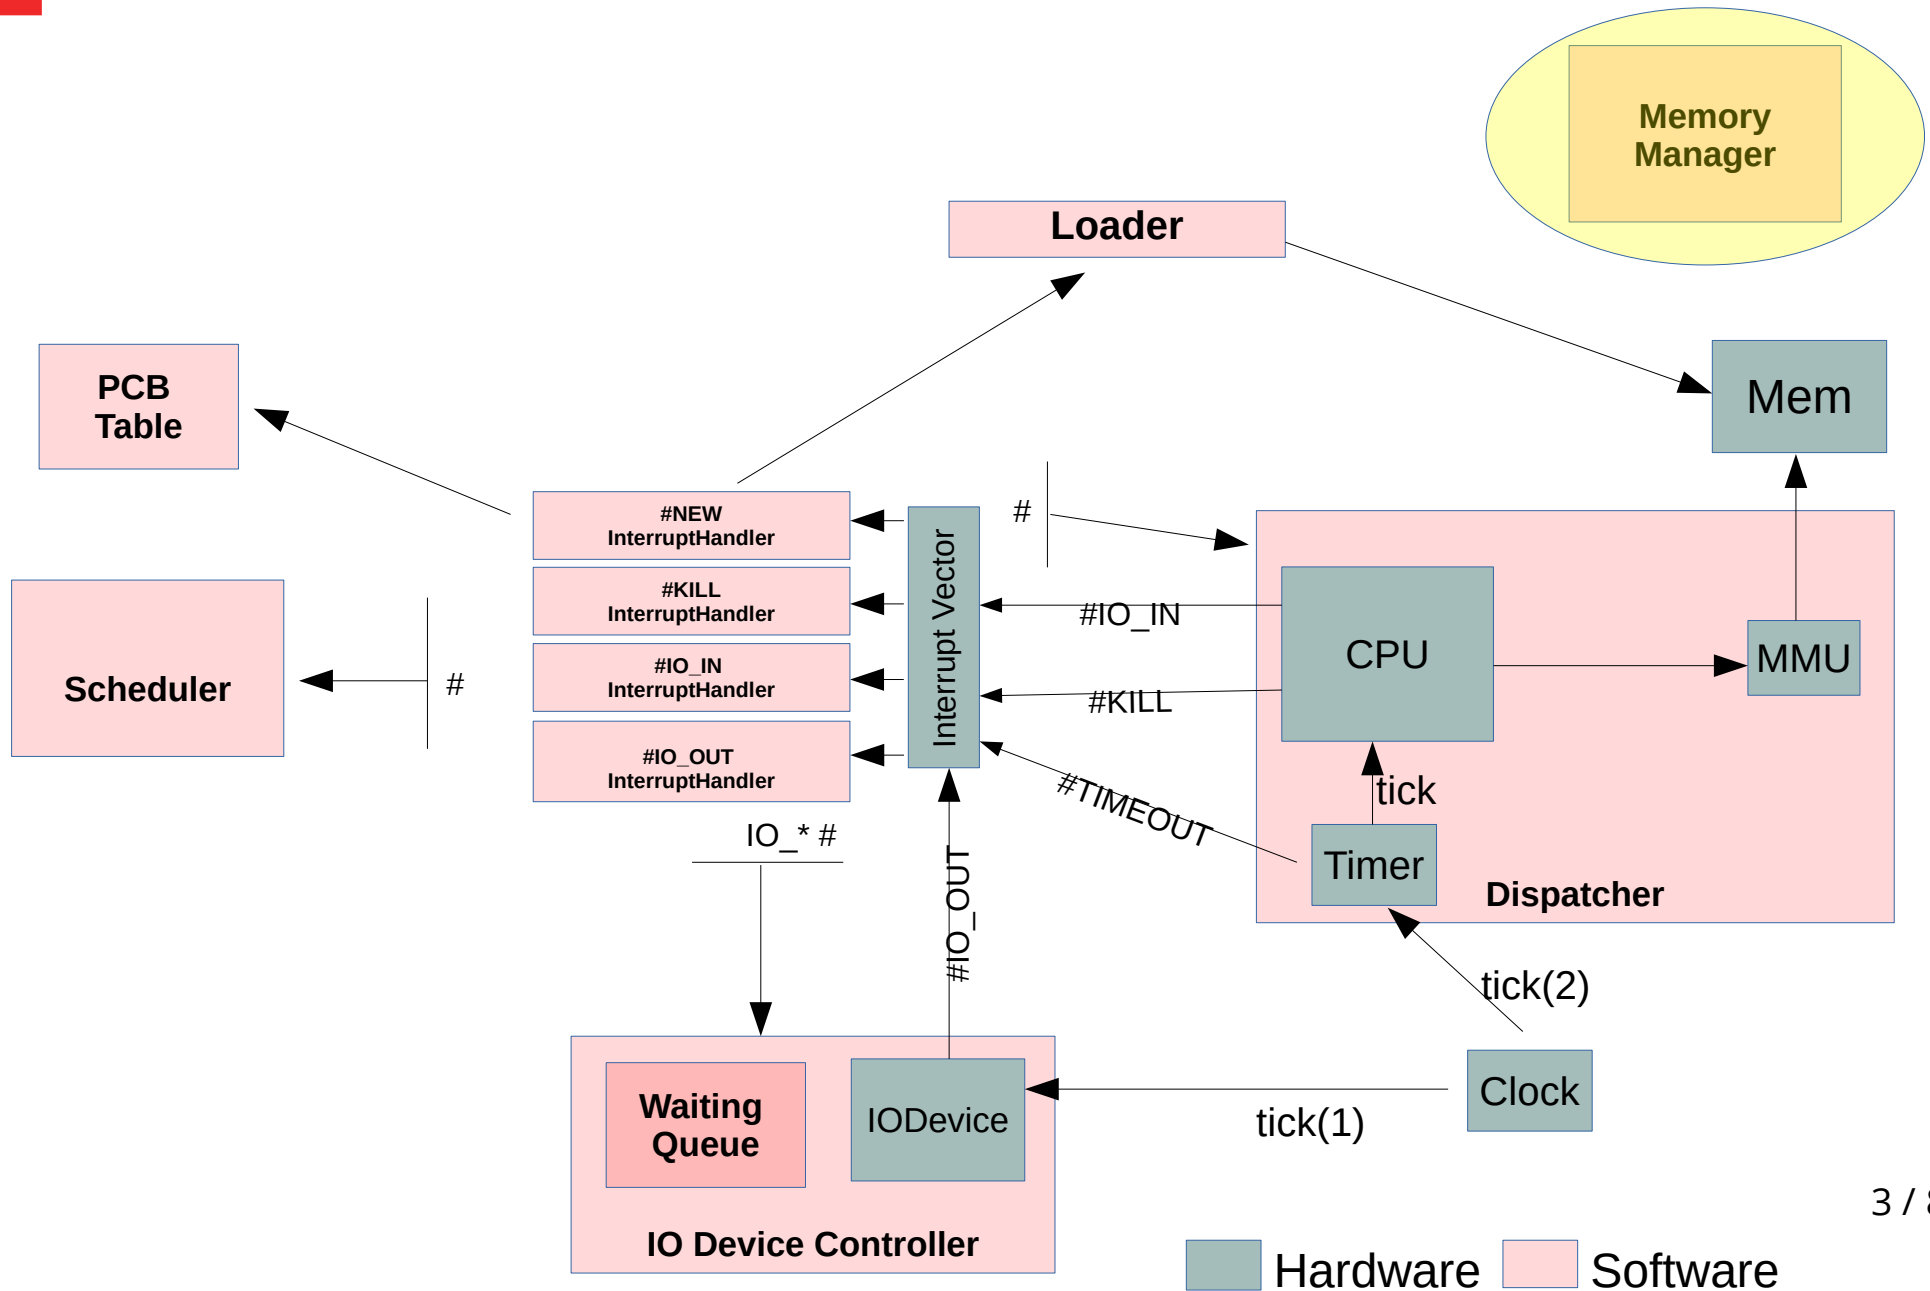 Memory
Manager
Loader
PCB
Table
Mem
#NEW
InterruptHandler
#
#KILL
InterruptHandler
Interrupt Vector
#IO_IN
CPU
MMU
Scheduler
#
#IO_IN
InterruptHandler
#KILL
#IO_OUT
InterruptHandler
#TIMEOUT
tick
IO_* #
Timer
Dispatcher
#IO_OUT
tick(2)
Waiting
Queue
IODevice
Clock
tick(1)
IO Device Controller
3 /
Hardware
Software